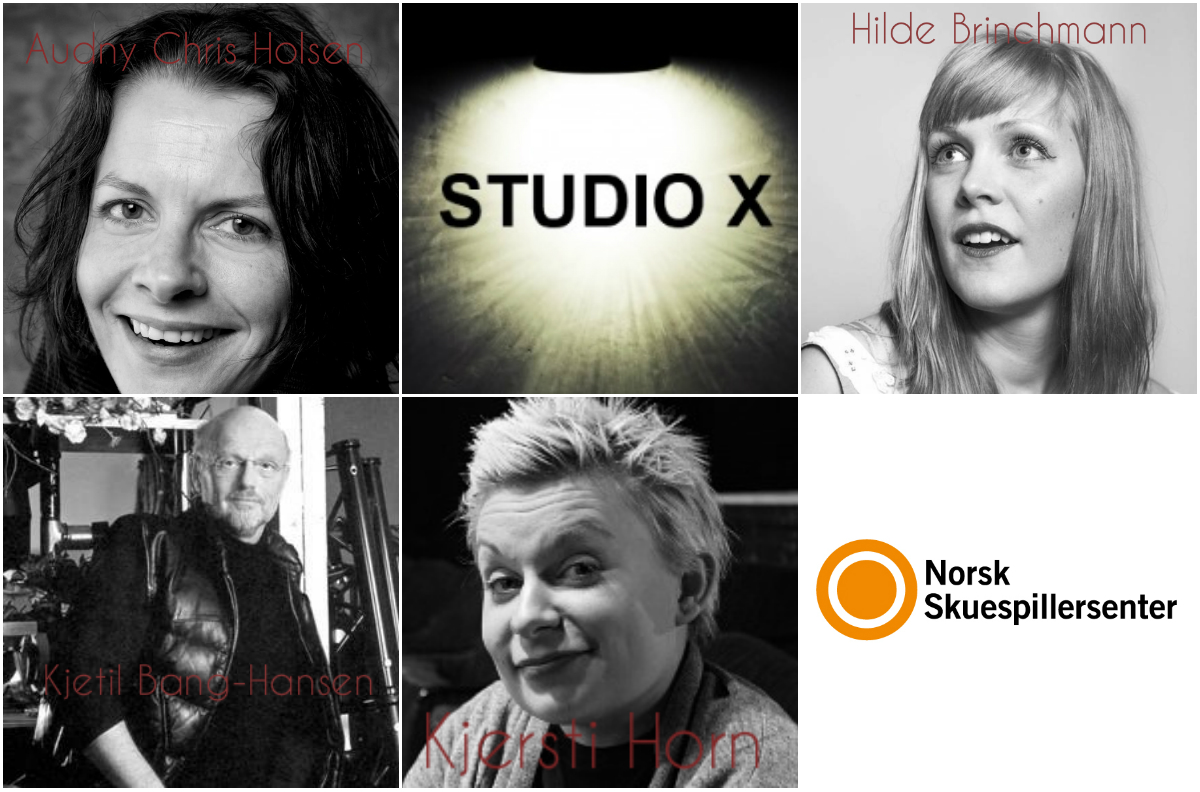 Audny Chris Holsen
STUDIO X
Hilde Brinchmann
Kjetil Bang-Hansen
Kjersti Horn
Norsk
Skuespillersenter